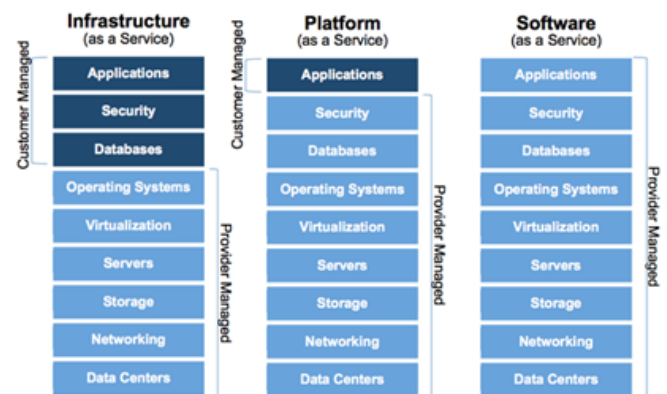 Infrastructure
(as a Service)
Customer Managed
Applications
Security
Databases
Operating Systems
Virtualization
Servers
Storage
Networking
Data Centers
Provider Managed
Platform
(as a Service)
Customer Managed
Applications
Security
Databases
Operating Systems
Virtualization
Servers
Storage
Networking
Data Centers
Provider Managed
Software
(as a Service)
Applications
Security
Databases
Operating Systems
Virtualization
Servers
Storage
Networking
Data Centers
Provider Managed